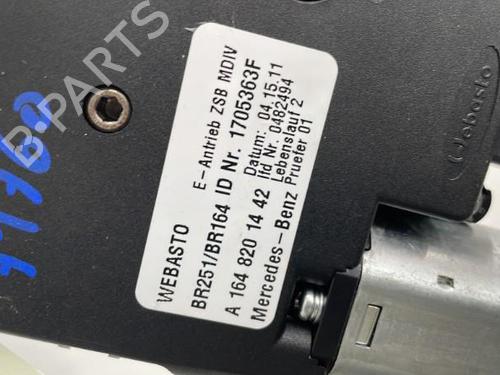 WEBASTO E-Antrieb ZSB MDIV
BR251/BR164 ID Nr. 1705363F
A 164 820 14 42 Datum: 04.15.11
lfd Nr. 0482494
Lebenslauf 2
Mercedes-Benz Pruefer 01
Webasto
B-PARTS